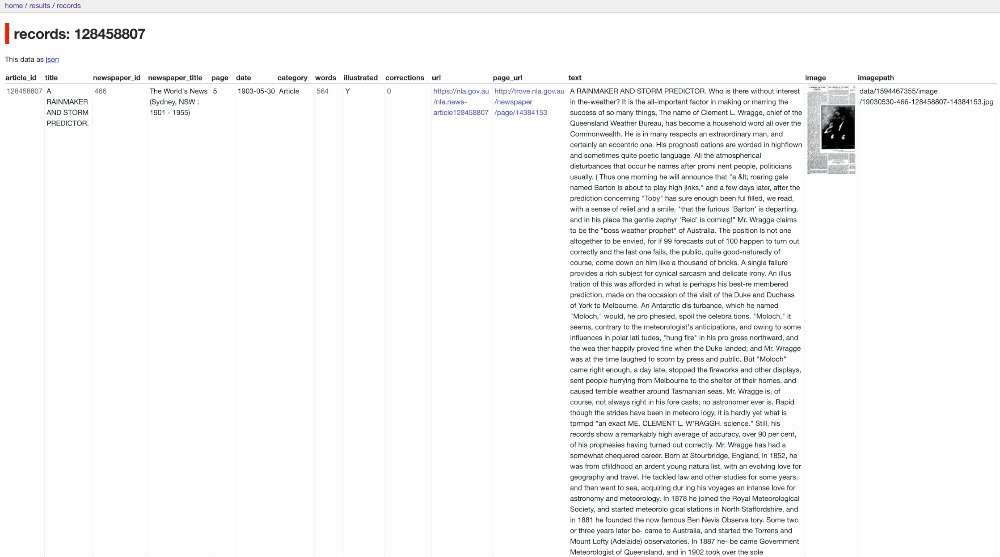 home / results / records
records: 128458807
This data as json
article_id title newspaper_id newspaper_title page date category words illustrated corrections url page_url text image imagepath
128458807
A
RAINMAKER
AND STORM
PREDICTOR.
466
The World's News
(Sydney, NSW :
1901 - 1955)
5
1903-05-30
Article
564
Y
0
https://nla.gov.au
/nla.news-
article128458807
http://trove.nla.gov.au
/newspaper
/page/14384153
A RAINMAKER AND STORM PREDICTOR. Who is there without interest
in the-weather? It is the all-important factor in making or marring the
success of so many things, The name of Clement L. Wragge, chief of the
Queensland Weather Bureau, has become a household word all over the
Commonwealth. He is in many respects an extraordinary man, and
certainly an eccentric one. His prognosti cations are worded in highflown
and sometimes quite poetic language. All the atmospherical
disturbances that occur he names after promi nent people, politicians
usually. ( Thus one morning he will announce that "a &lt; roaring gale
named Barton is about to play high jinks," and a few days later, after the
prediction concerning "Toby" has sure enough been ful filled, we read,
with a sense of relief and a smile, "that the furious 'Barton' is departing,
and in his place the gentle zephyr 'Reid' is coming!" Mr. Wragge claims
to be the "boss weather prophet" of Australia. The position is not one
altogether to be envied, for if 99 forecasts out of 100 happen to turn out
correctly and the last one fails, the public, quite good-naturedly of
course, come down on him like a thousand of bricks. A single failure
provides a rich subject for cynical sarcasm and delicate irony. An illus
tration of this was afforded in what is perhaps his best-re membered
prediction, made on the occasion of the visit of the Duke and Duchess
of York to Melbourne. An Antarctic dis turbance, which he named
"Moloch," would, he pro phesied, spoil the celebra tions. "Moloch," it
seems, contrary to the meteorologist's anticipations, and owing to some
influences in polar lati tudes, "hung fire" in his pro gress northward, and
the wea ther happily proved fine when the Duke landed; and Mr. Wragge
was at the time laughed to scorn by press and public. But "Moloch"
came right enough, a day late, stopped the fireworks and other displays,
sent people hurrying from Melbourne to the shelter of their homes, and
caused terrible weather around Tasmanian seas. Mr. Wragge is, of
course, not always right in his fore casts; no astronomer ever is. Rapid
though the strides have been in meteoro logy, it is hardly yet what is
tprmpd "an exact ME. CLEMENT L. W'RAGGH. science." Still, his
records show a remarkably high average of accuracy, over 90 per cent,
of his prophesies having turned out correctly. Mr. Wragge has had a
somewhat chequered career. Born at Stourbridge, England, in 1852, he
was from cfiildhood an ardent young natura list, with an evolving love for
geography and travel. He tackled law and other studies for some years,
and then went to sea, acquiring dur ing his voyages an intense love for
astronomy and meteorology. In 1878 he joined the Royal Meteorological
Society, and started meteorolo gical stations in North Staffordshire, and
in 1881 he founded the now famous Ben Nevis Observa tory. Some two
or three years later be- came to Australia, and started the Torrens and
Mount Lofty (Adelaide) observatories. In 1887 he- be came Government
Meteorologist of Queensland, and in 1902 took over the sole
data/1594467355/image
/19030530-466-128458807-14384153.jpg